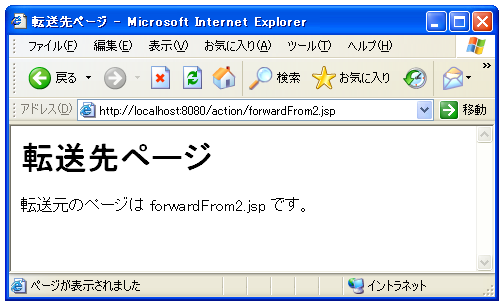 転送先ページ - Microsoft Internet Explorer
ファイル(F) 編集(E) 表示(V) お気に入り(A) ツール(T) ヘルプ(H)
戻る 検索 お気に入り »
アドレス(D) http://localhost:8080/action/forwardFrom2.jsp 移動
転送先ページ
転送元のページは forwardFrom2.jsp です。
ページが表示されました イントラネット